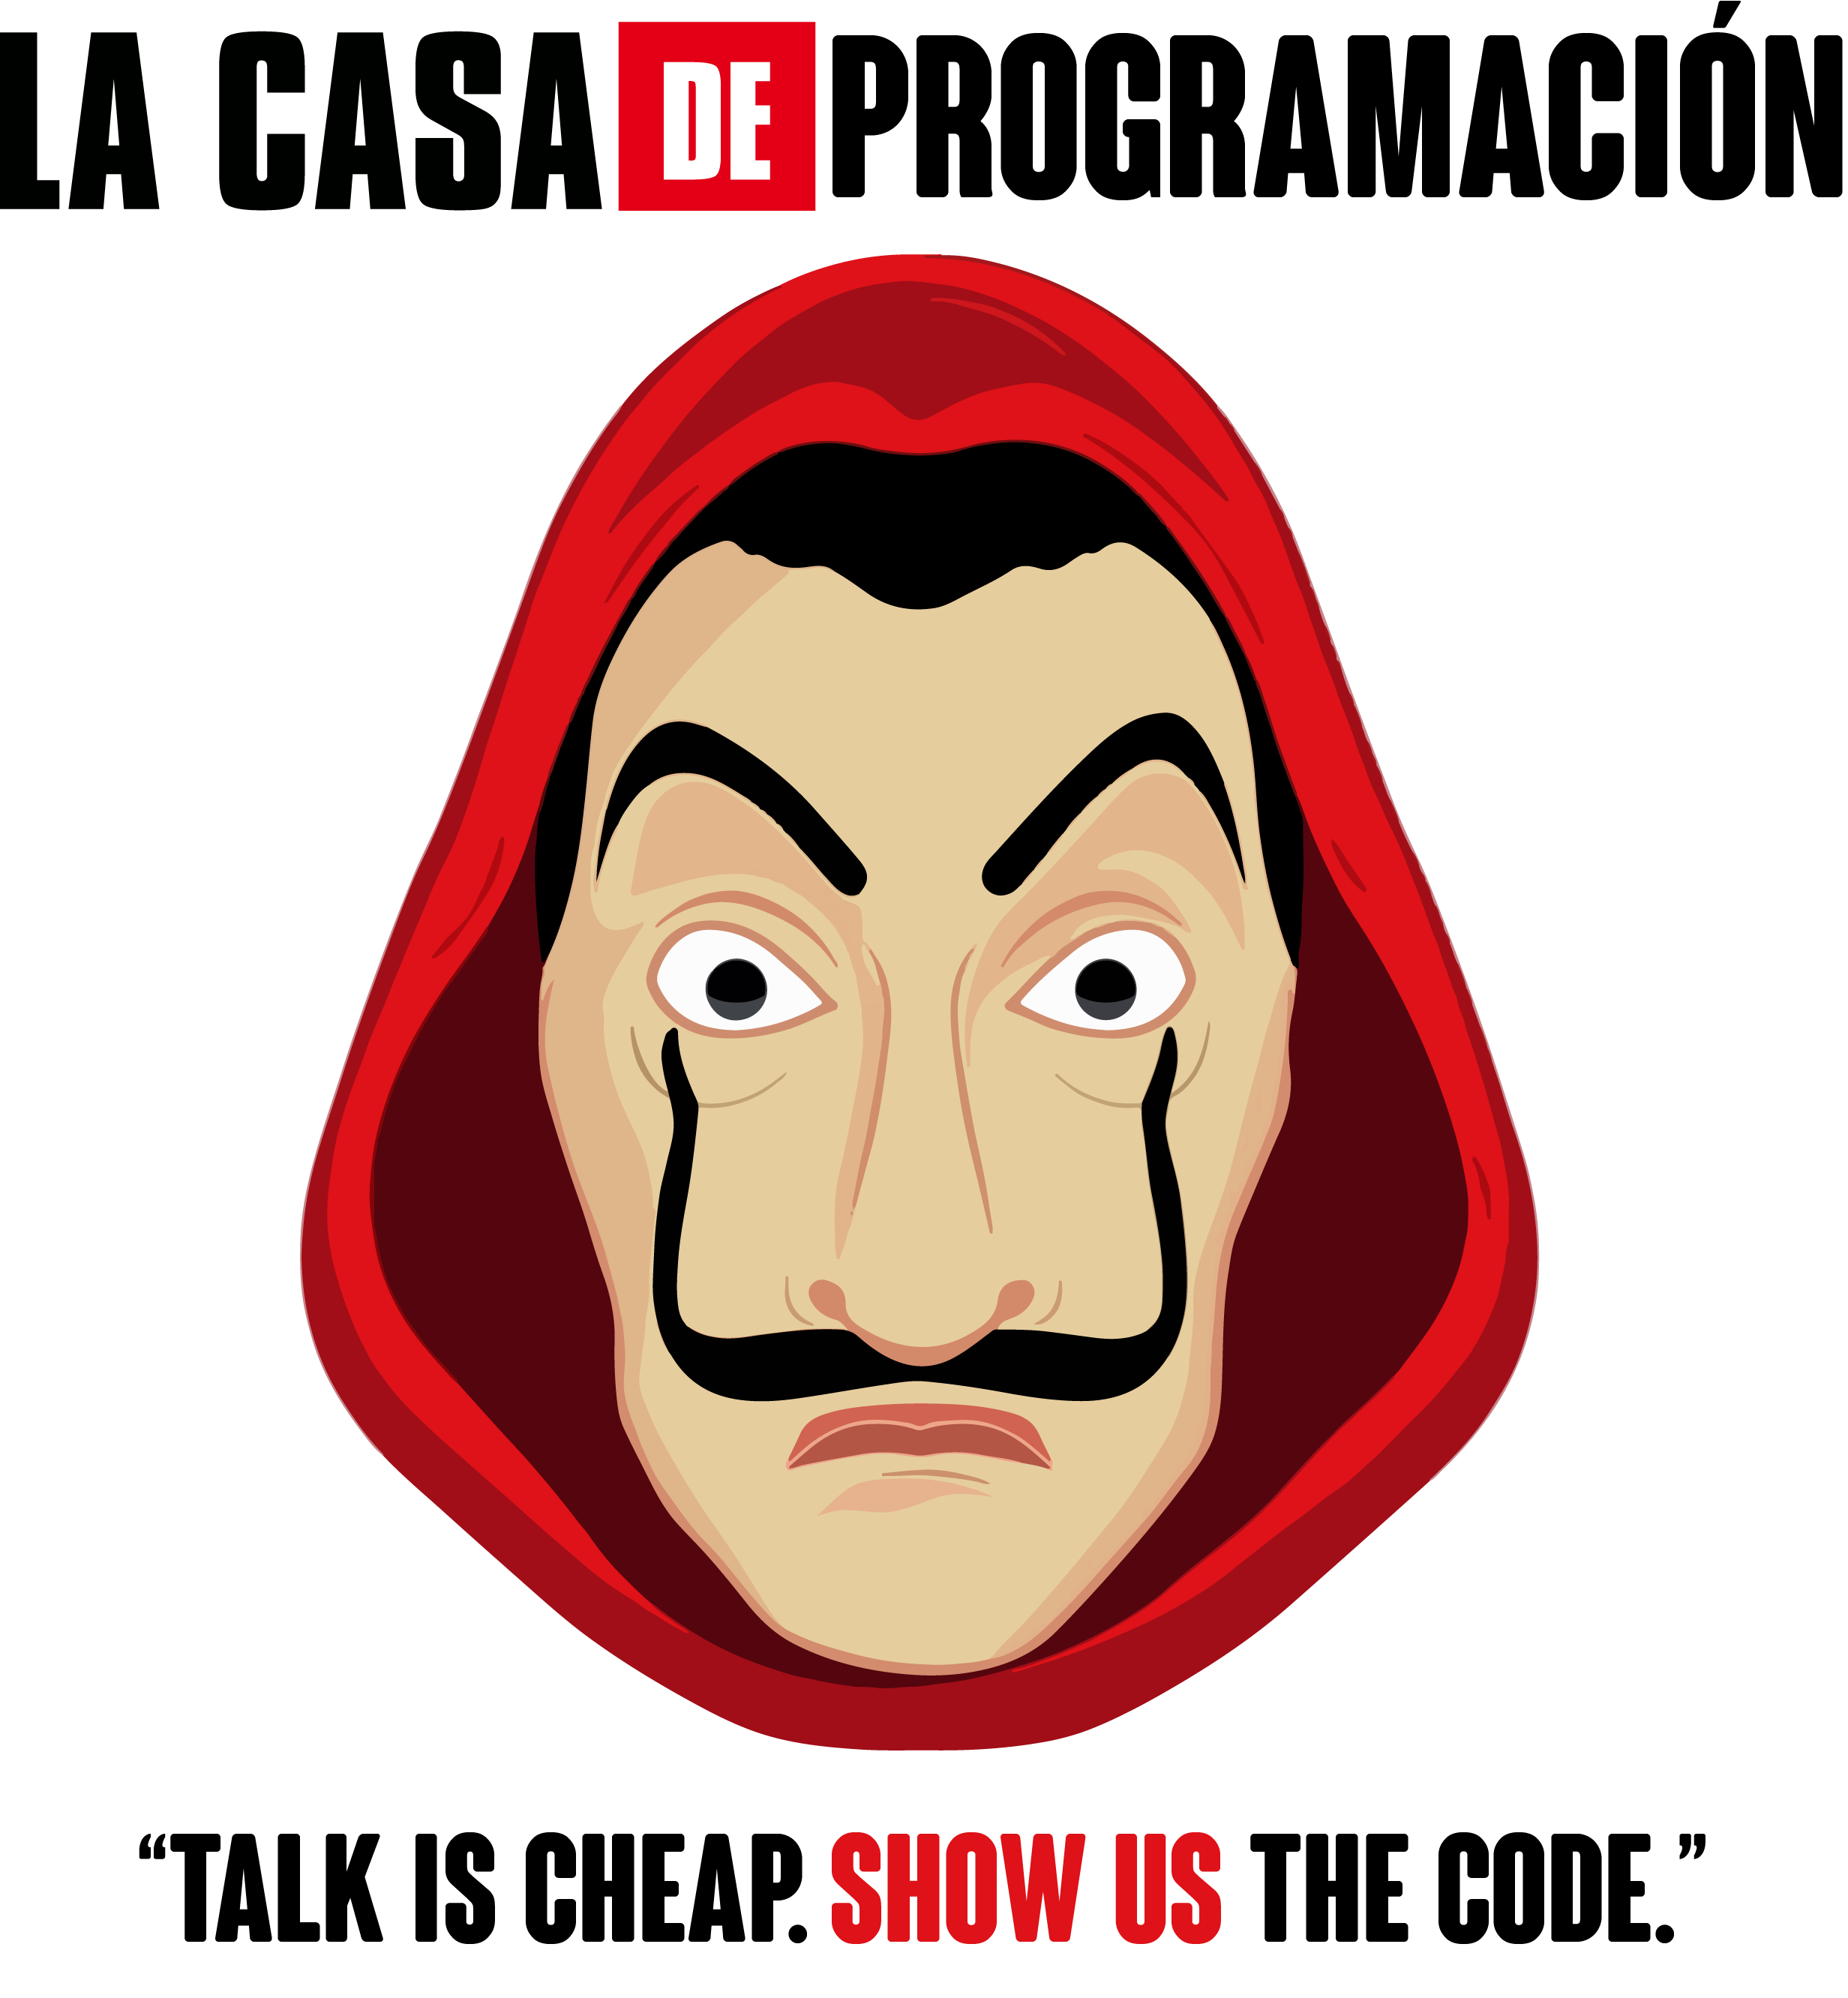 LA CASA DE PROGRAMACIÓN
“TALK IS CHEAP. SHOW US THE CODE.”